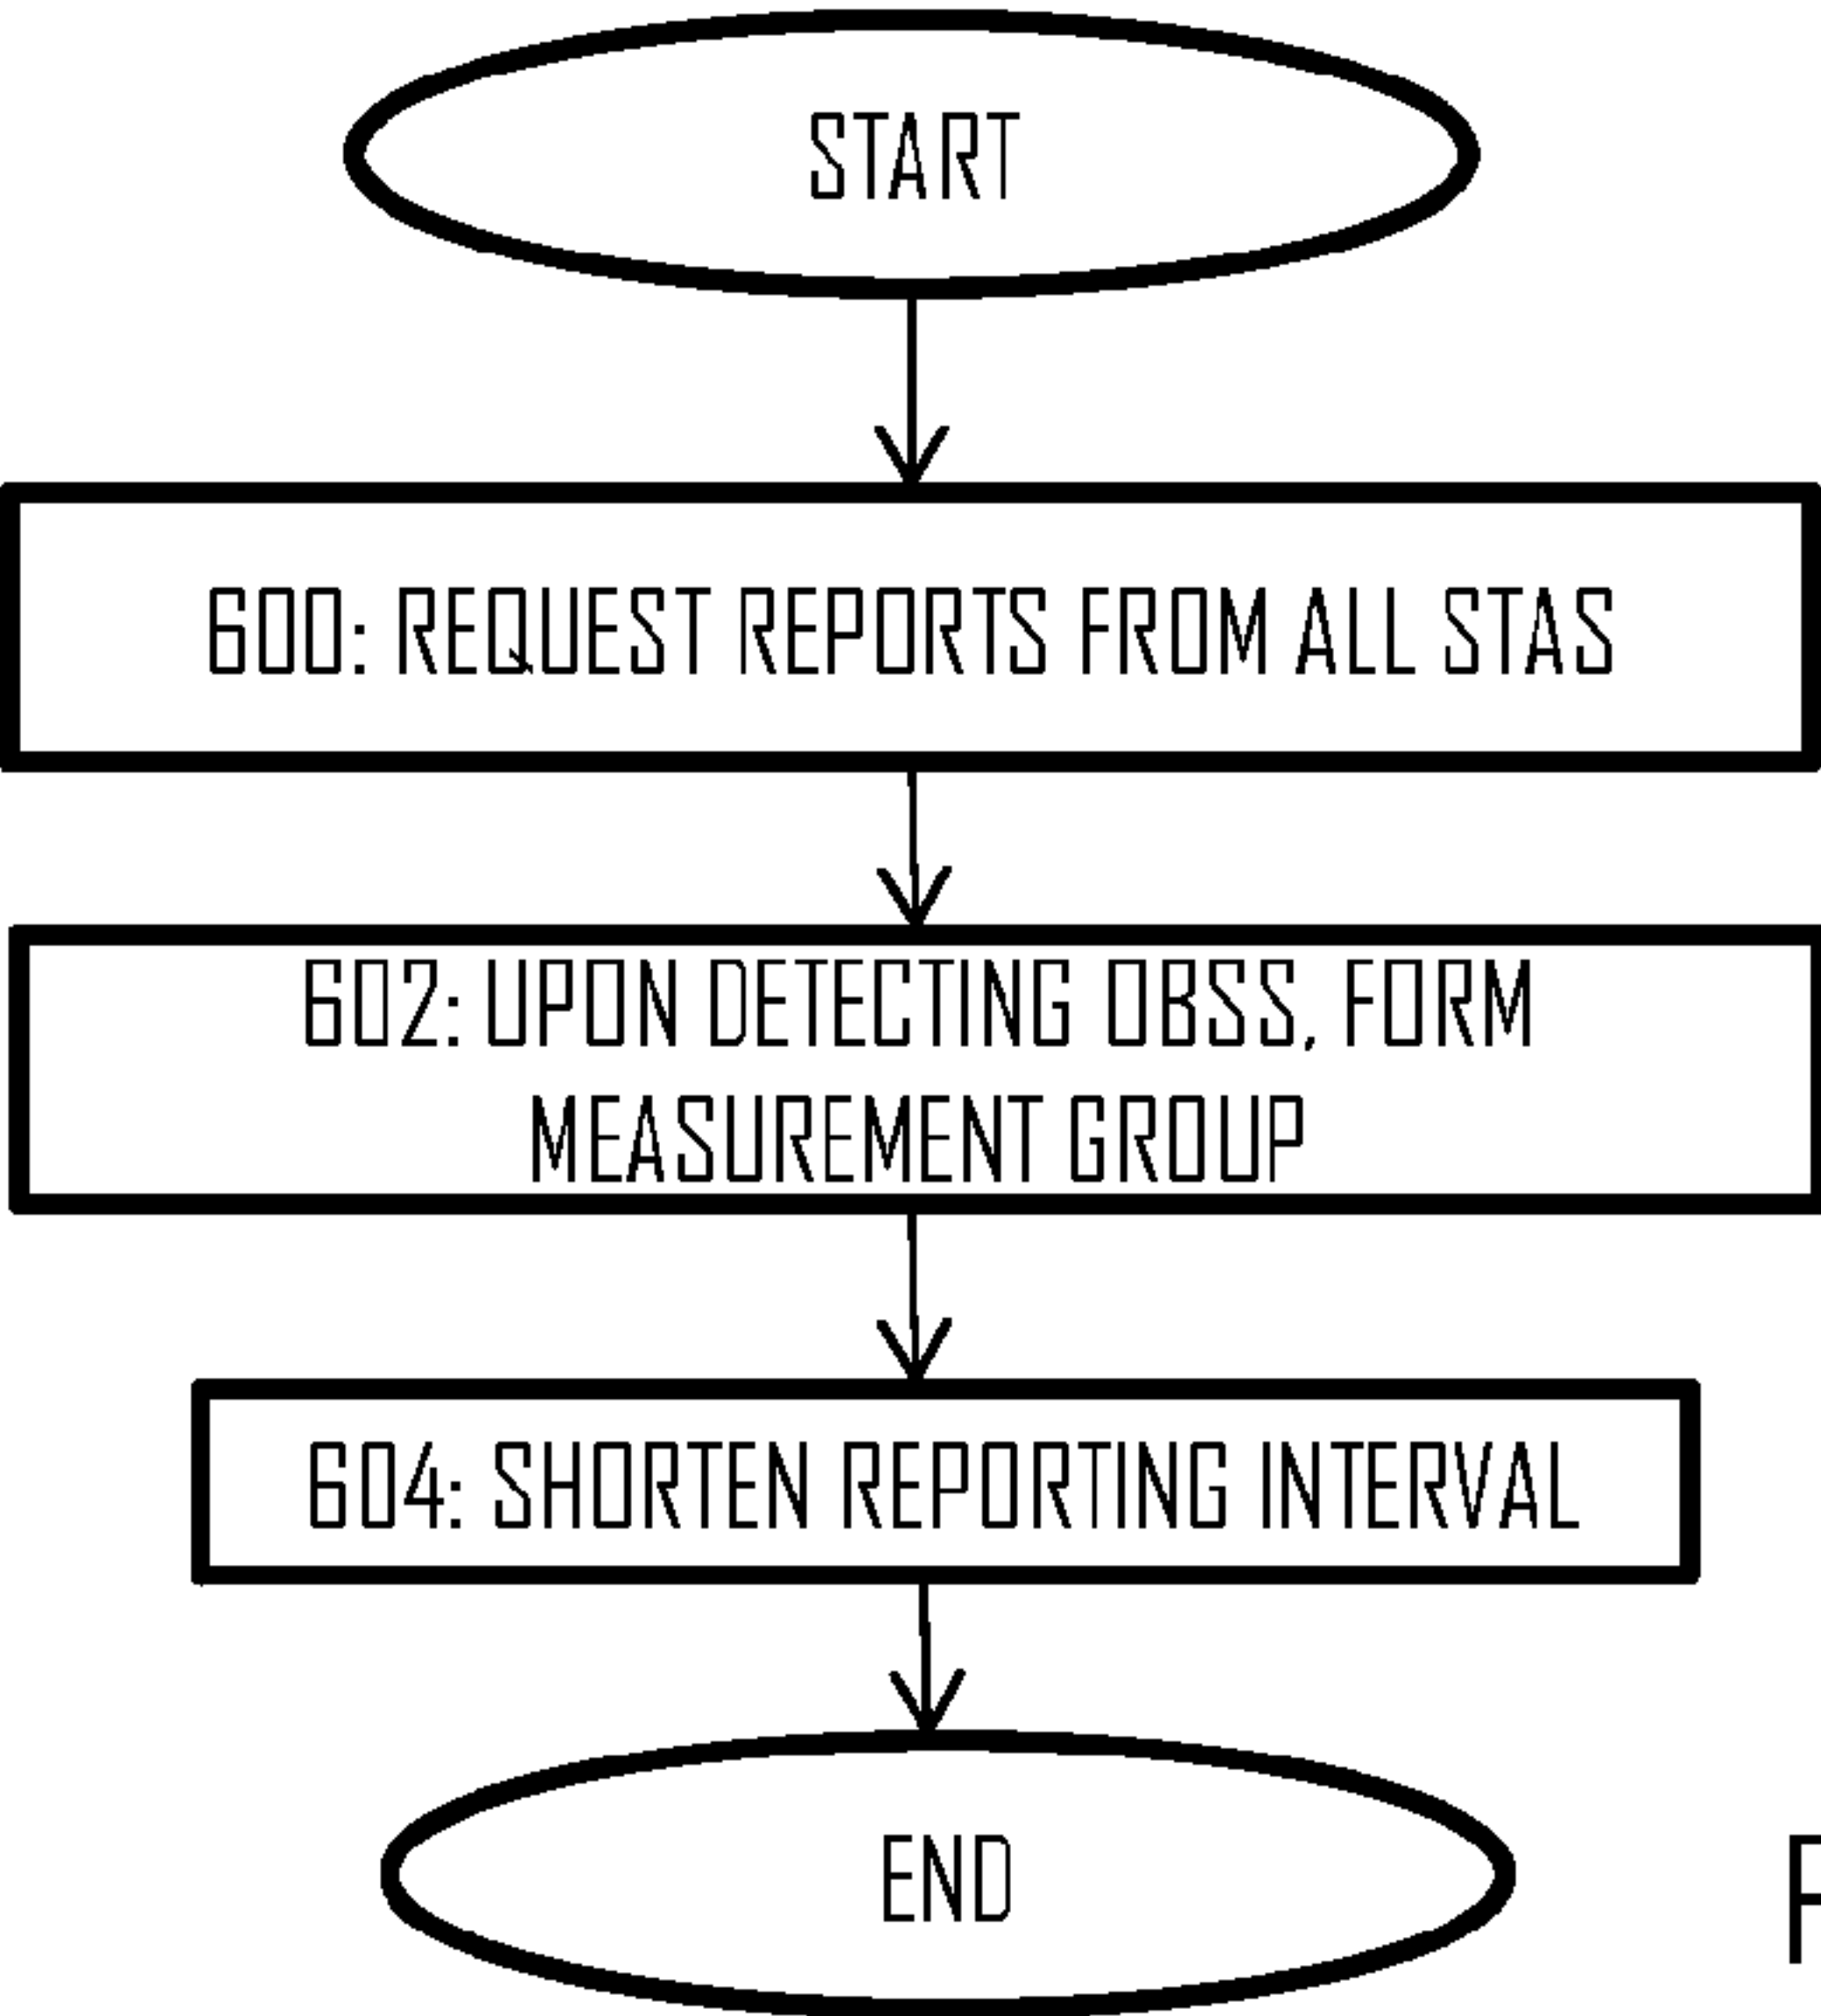 START
600: REQUEST REPORTS FROM ALL STAS
602: UPON DETECTING OBSS, FORM
MEASUREMENT GROUP
604: SHORTEN REPORTING INTERVAL
END